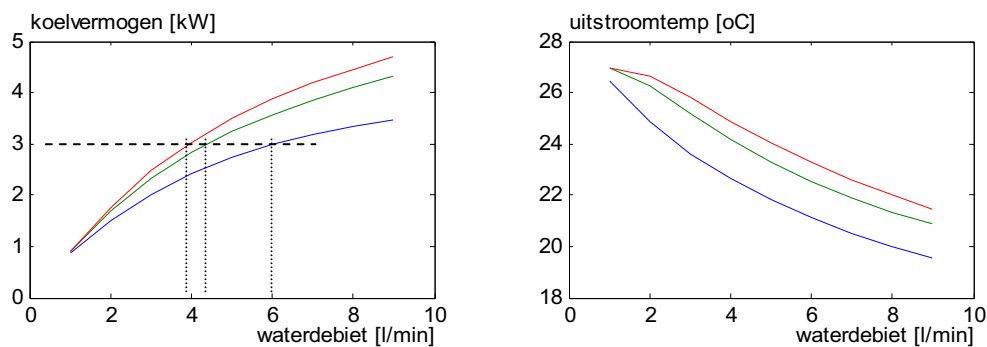 koelvermogen [kW]
5
4
3
2
1
0
0 2 4 6 8 10
waterdebiet [l/min]
uitstroomtemp [oC]
28
26
24
22
20
18
0 2 4 6 8 10
waterdebiet [l/min]